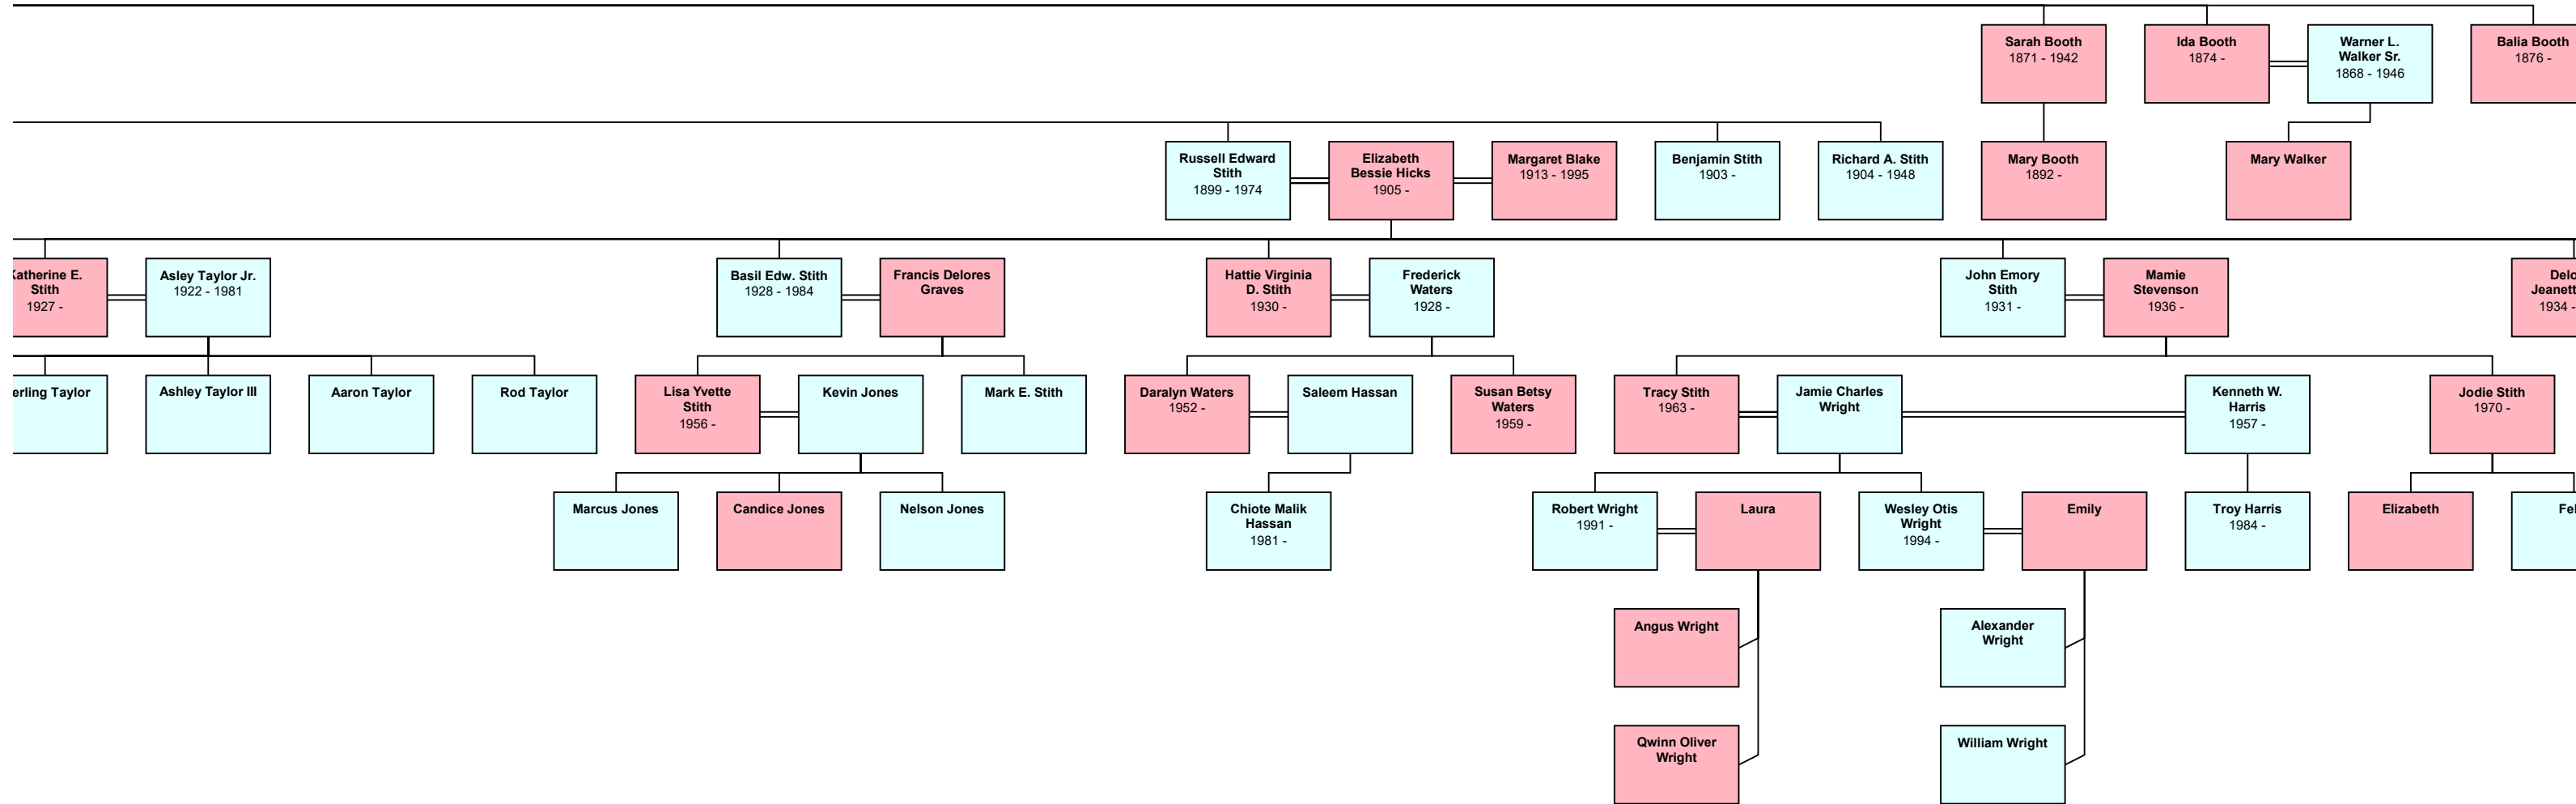 Sarah Booth
1871 - 1942
Ida Booth
1874 -
Warner L.
Walker Sr.
1868 - 1946
Balia Booth
1876 -
Russell Edward
Stith
1899 - 1974
Elizabeth
Bessie Hicks
1905 -
Margaret Blake
1913 - 1995
Benjamin Stith
1903 -
Richard A. Stith
1904 - 1948
Mary Booth
1892 -
Mary Walker
atherine E.
Stith
1927 -
Asley Taylor Jr.
1922 - 1981
Basil Edw. Stith
1928 - 1984
Francis Delores
Graves
Hattie Virginia
D. Stith
1930 -
Frederick
Waters
1928 -
John Emory
Stith
1931 -
Mamie
Stevenson
1936 -
Delo
Jeanett
1934 -
erling Taylor
Ashley Taylor III
Aaron Taylor
Rod Taylor
Lisa Yvette
Stith
1956 -
Kevin Jones
Mark E. Stith
Daralyn Waters
1952 -
Saleem Hassan
Susan Betsy
Waters
1959 -
Tracy Stith
1963 -
Jamie Charles
Wright
Kenneth W.
Harris
1957 -
Jodie Stith
1970 -
Marcus Jones
Candice Jones
Nelson Jones
Chiote Malik
Hassan
1981 -
Robert Wright
1991 -
Laura
Wesley Otis
Wright
1994 -
Emily
Troy Harris
1984 -
Elizabeth
Fel
Angus Wright
Alexander
Wright
Qwinn Oliver
Wright
William Wright